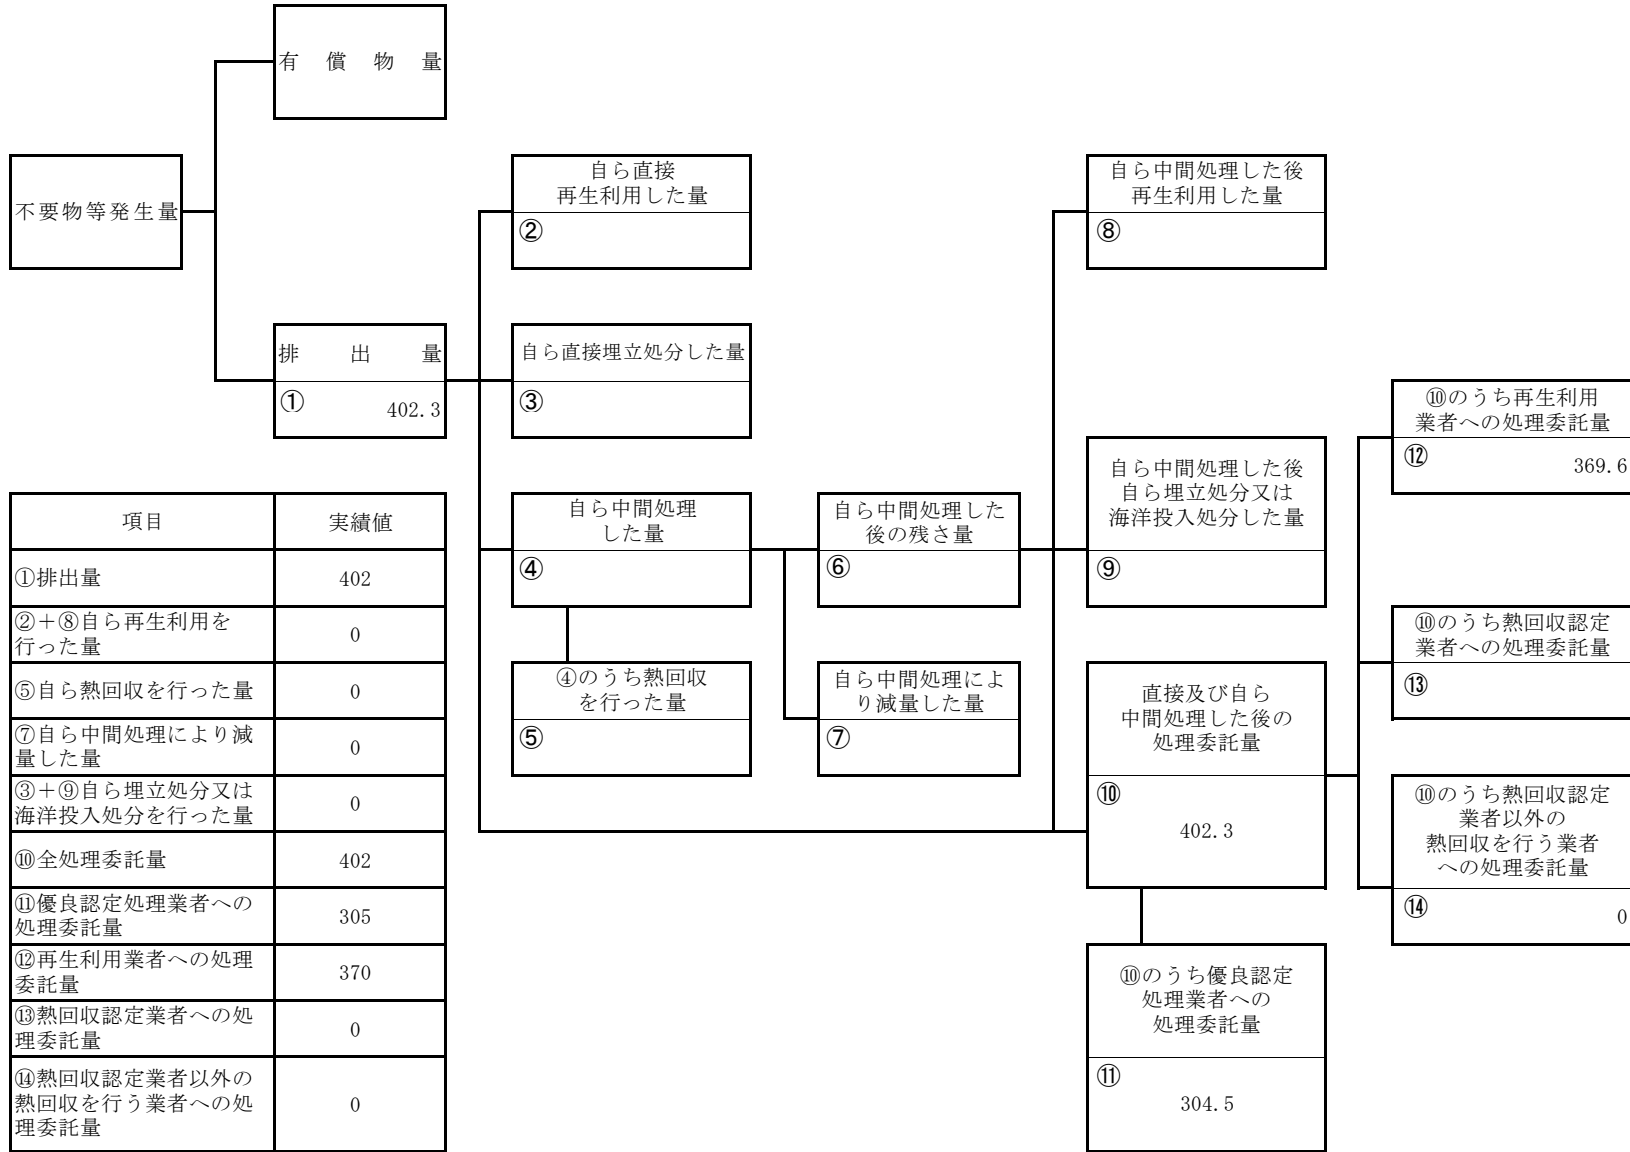 有償物量
不要物等発生量
自ら直接
再生利用した量
②
自ら中間処理した後
再生利用した量
⑧
排出量
① 402.3
自ら直接埋立処分した量
③
⑩のうち再生利用
業者への処理委託量
⑫ 369.6
自ら中間処理した後
自ら埋立処分又は
海洋投入処分した量
⑨
自ら中間処理
した量
④
自ら中間処理した
後の残さ量
⑥
⑩のうち熱回収認定
業者への処理委託量
⑬
④のうち熱回収
を行った量
⑤
自ら中間処理によ
り減量した量
⑦
直接及び自ら
中間処理した後の
処理委託量
⑩
402.3
⑩のうち熱回収認定
業者以外の
熱回収を行う業者
への処理委託量
⑭ 0
⑩のうち優良認定
処理業者への
処理委託量
⑪
304.5
項目 実績値
①排出量 402
②+⑧自ら再生利用を
行った量 0
⑤自ら熱回収を行った量 0
⑦自ら中間処理により減
量した量 0
③+⑨自ら埋立処分又は
海洋投入処分を行った量 0
⑩全処理委託量 402
⑪優良認定処理業者への
処理委託量 305
⑫再生利用業者への処理
委託量 370
⑬熱回収認定業者への処
理委託量 0
⑭熱回収認定業者以外の
熱回収を行う業者への処
理委託量 0